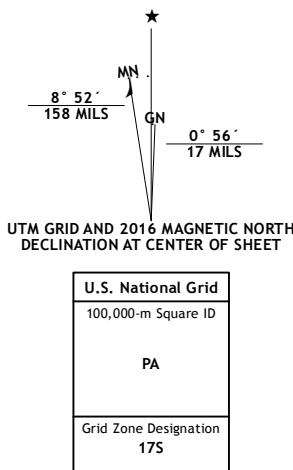 ★
MN
GN
8° 52´
158 MILS
0° 56´
17 MILS
UTM GRID AND 2016 MAGNETIC NORTH
DECLINATION AT CENTER OF SHEET
U.S. National Grid
100,000-m Square ID
PA
Grid Zone Designation
17S